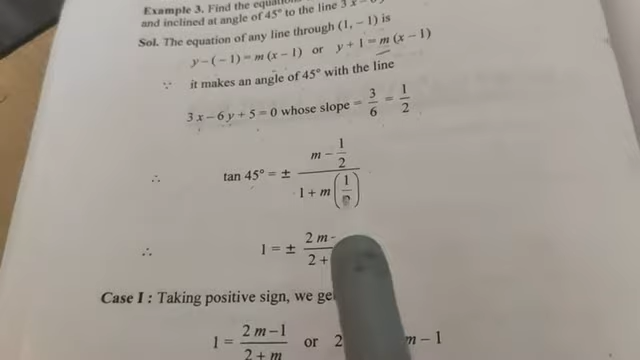 Example 3. Find the
and inclined at angle of 45° to the line 3
Sol. The equation of any line through (1, −1) is
y − (−1) = m (x − 1) or y + 1 = m (x − 1)
∵ it makes an angle of 45° with the line
3 x − 6 y + 5 = 0 whose slope = 3/6 = 1/2
∴ tan 45° = ± (m − 1/2)/(1 + m (1/2))
∴ 1 = ± 2 m − / 2 +
Case I : Taking positive sign, we
1 = (2 m − 1)/(2 + m) or 2 m − 1